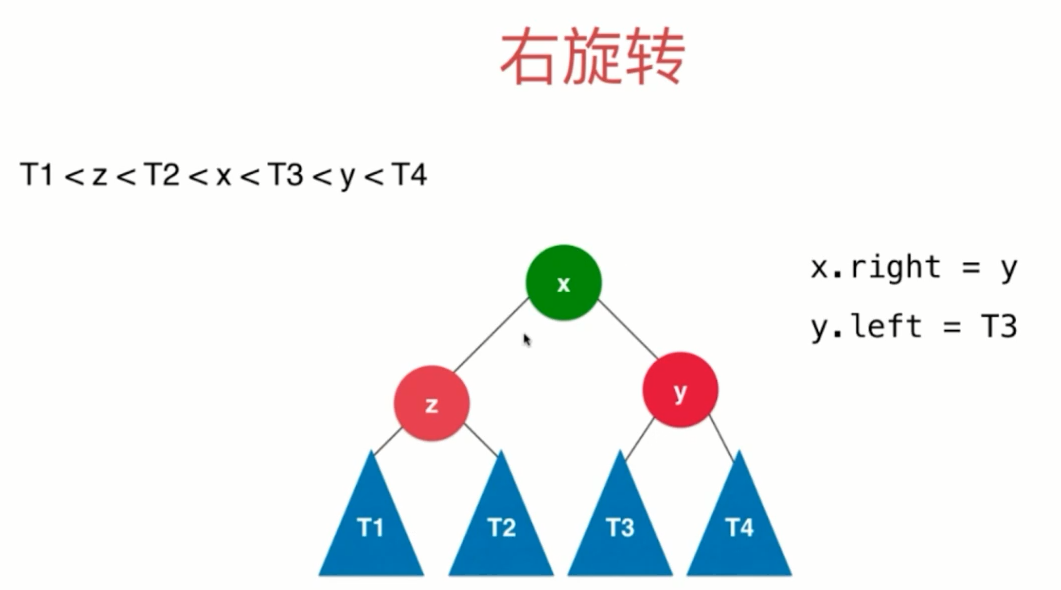 右旋转
T1 < z < T2 < x < T3 < y < T4
x
x.right = y
y.left = T3
z
y
T1
T2
T3
T4